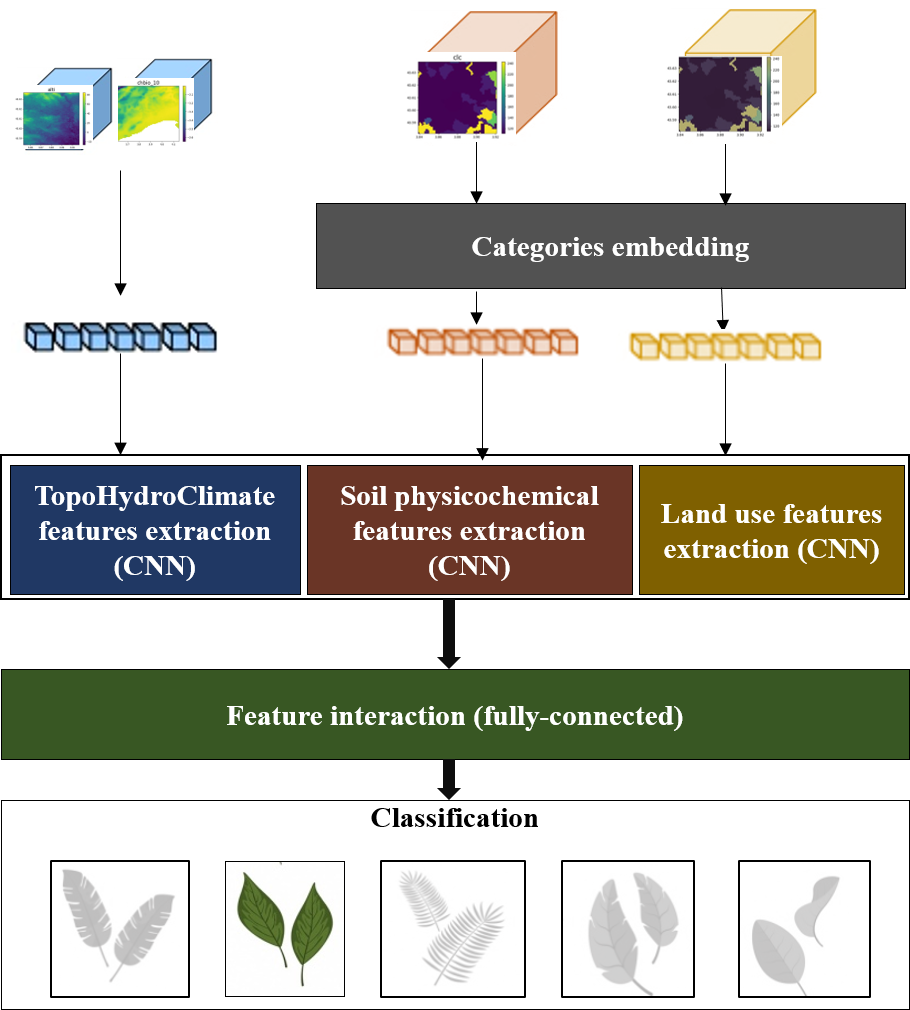 alti
chbio_10
clc
Categories embedding
TopoHydroClimate
features extraction
(CNN)
Soil physicochemical
features extraction
(CNN)
Land use features
extraction (CNN)
Feature interaction (fully-connected)
Classification